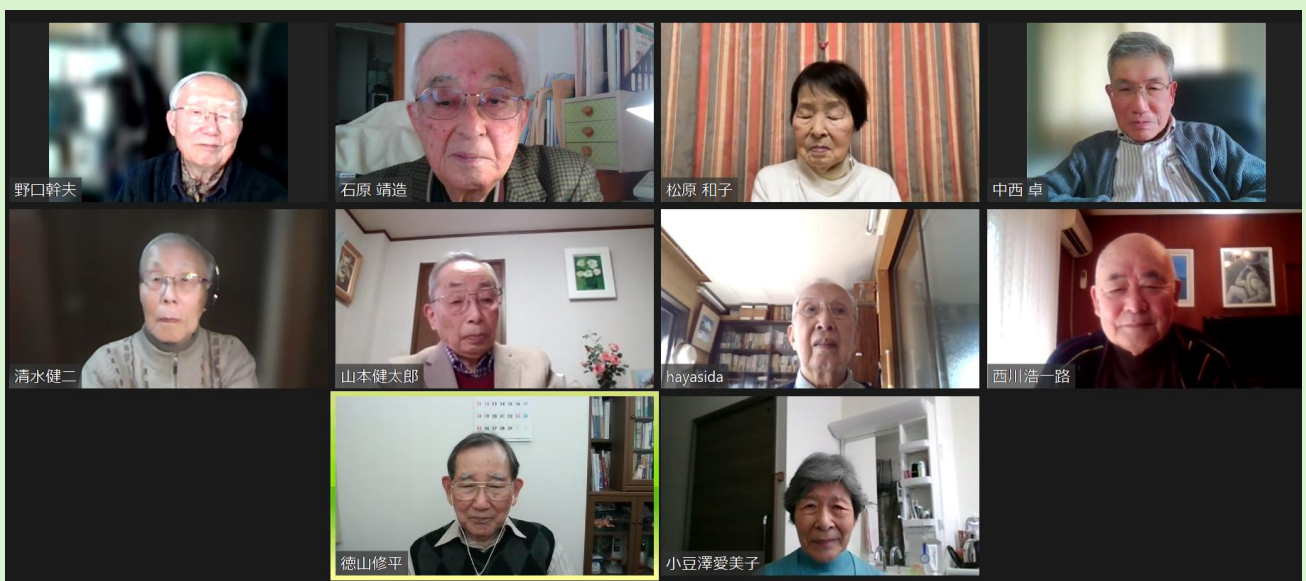 野口幹夫
石原 靖造
松原 和子
中西 卓
清水健二
山本健太郎
hayasida
西川浩一路
徳山修平
小豆澤愛美子